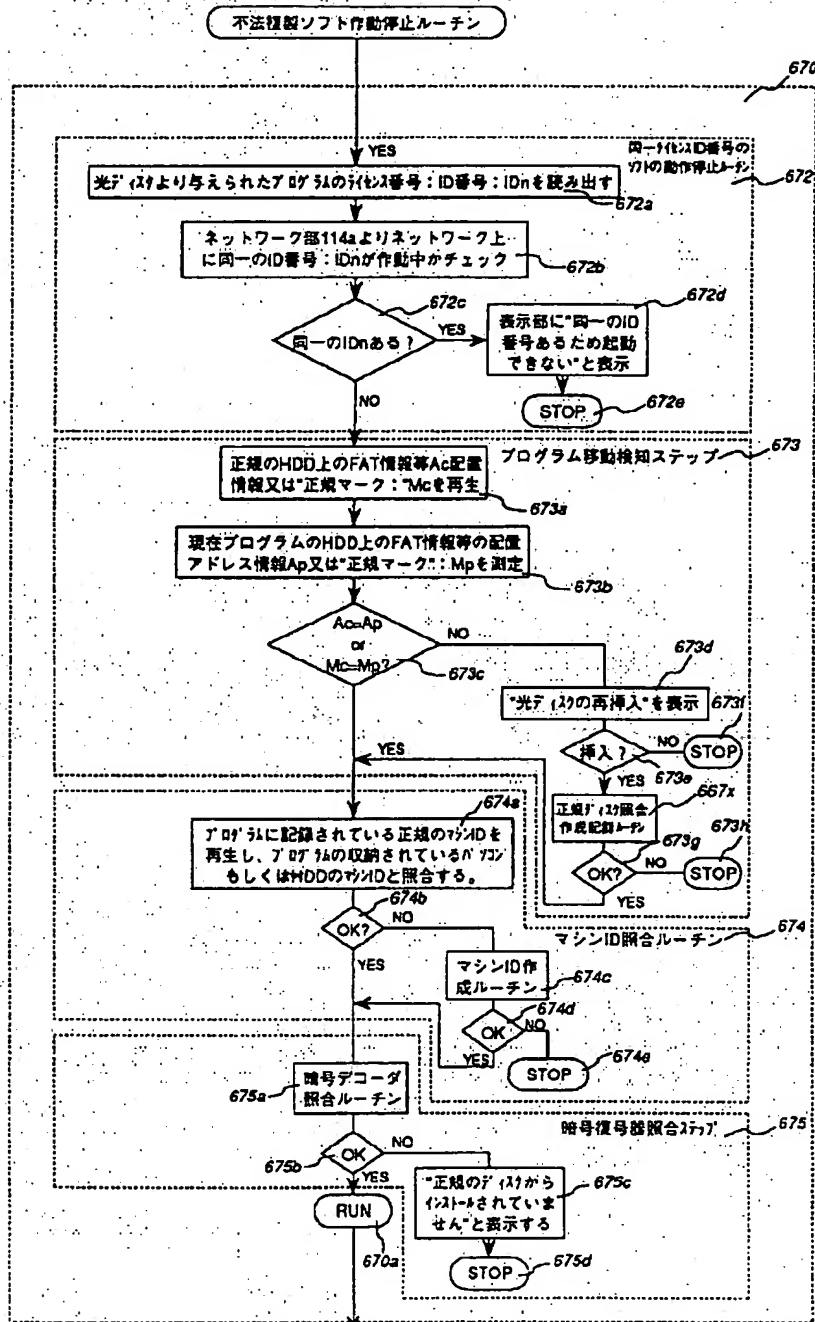 不法複製ソフト作動停止ルーチン
670
YES
同一ライセンスID番号の
ソフトの動作停止ルーチン
672
光ディスクより与えられたプログラムのライセンス番号：ID番号：IDnを読み出す
672a
ネットワーク部114aよりネットワーク上
に同一のID番号：IDnが作動中かチェック
672b
672c
同一のIDnある？
YES
672d
表示部に"同一のID
番号あるため起動
できない"と表示
NO
STOP
672e
プログラム移動検知ステップ
673
正規のHDD上のFAT情報等Ac配置
情報又は"正規マーク："Mcを再生
673a
現在プログラムのHDD上のFAT情報等の配置
アドレス情報Ap又は"正規マーク"：Mpを測定
673b
Ac=Ap
or
Mc=Mp?
NO
673c
673d
"光ディスクの再挿入"を表示
673f
挿入？
NO
STOP
673e
YES
YES
667x
正規ディスク照合
作成記録ルーチン
673g
OK?
NO
STOP
673h
YES
674a
プログラムに記録されている正規のマシンIDを
再生し、プログラムの収納されているパソコン
もしくはHDDのマシンIDと照合する。
674b
OK?
NO
マシンID照合ルーチン
674
YES
マシンID作
成ルーチン
674c
674d
OK
NO
YES
STOP
674e
675a
暗号デコーダ
照合ルーチン
暗号復号器照合ステップ
675
675b
OK
NO
YES
"正規のディスクから
インストールされていま
せん"と表示する
675c
RUN
670a
STOP
675d